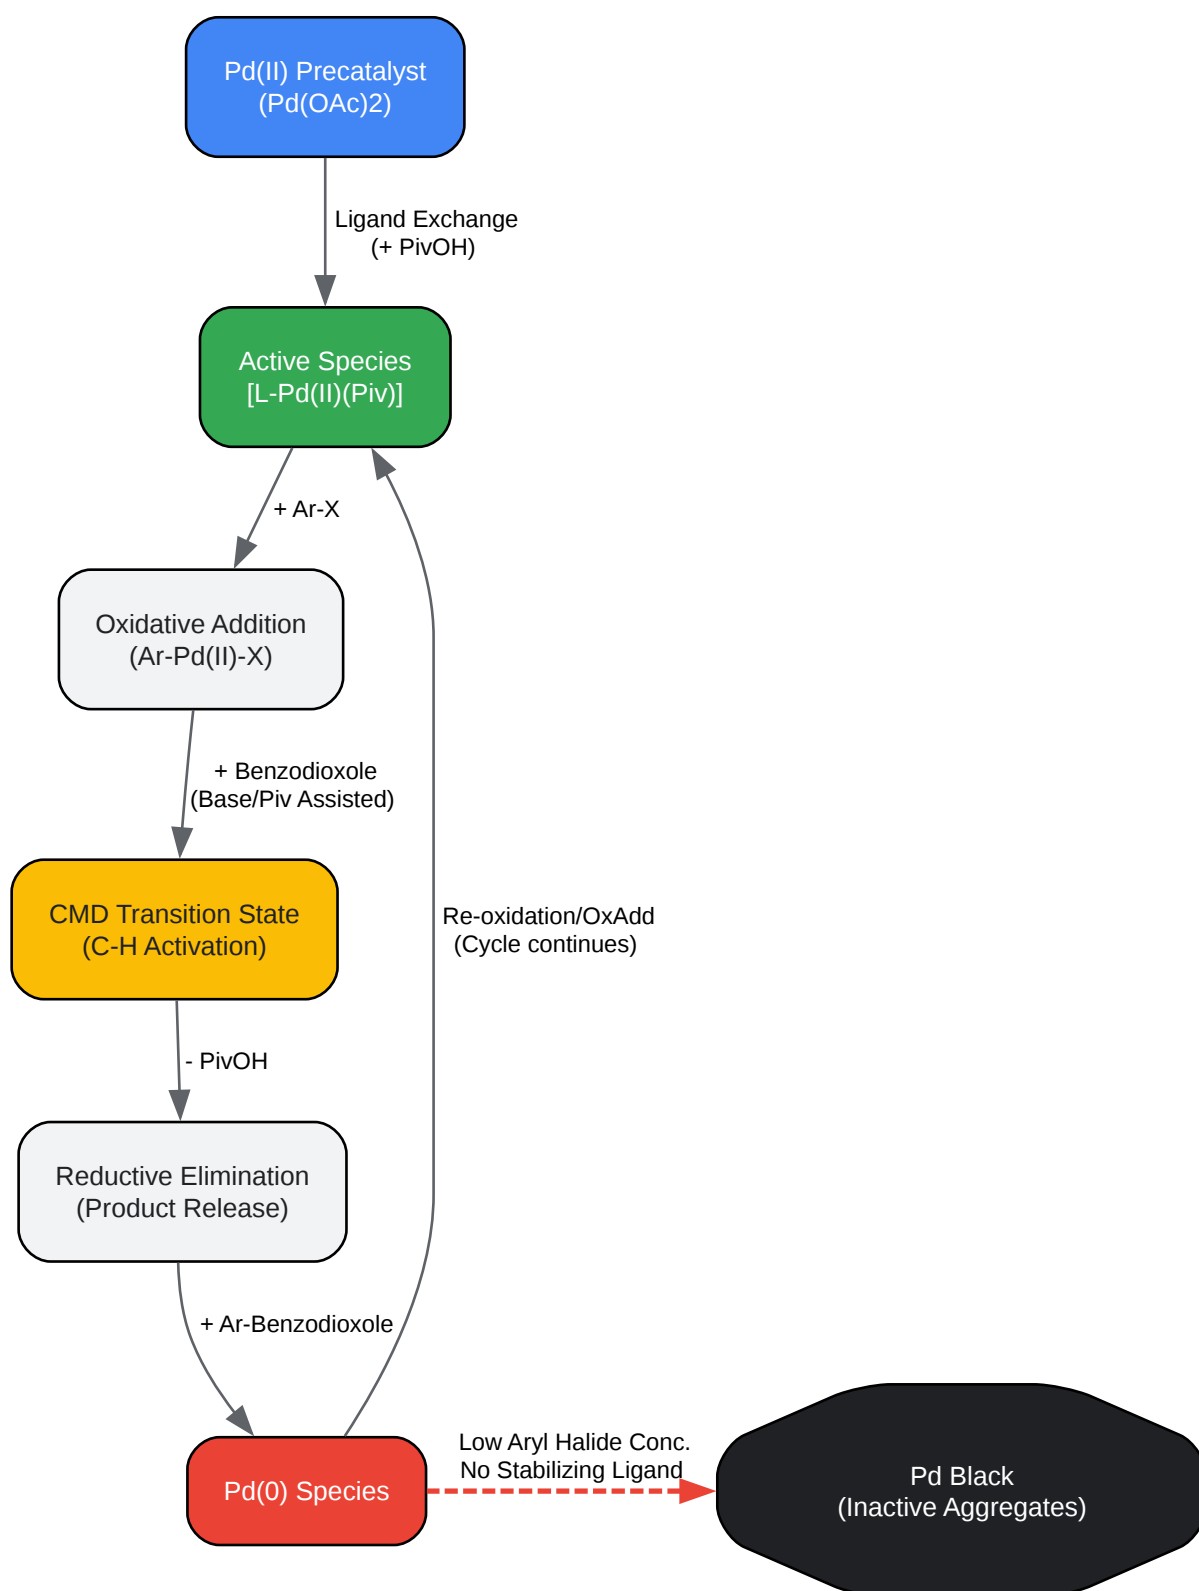 Pd(II) Precatalyst
(Pd(OAc)2)
Ligand Exchange
(+ PivOH)
Active Species
[L-Pd(II)(Piv)]
+ Ar-X
Oxidative Addition
(Ar-Pd(II)-X)
+ Benzodioxole
(Base/Piv Assisted)
CMD Transition State
(C-H Activation)
Re-oxidation/OxAdd
(Cycle continues)
- PivOH
Reductive Elimination
(Product Release)
+ Ar-Benzodioxole
Low Aryl Halide Conc.
No Stabilizing Ligand
Pd(0) Species
Pd Black
(Inactive Aggregates)